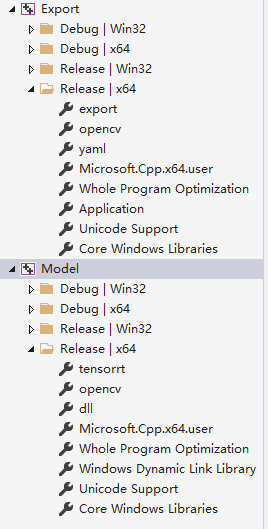 Export
Debug | Win32
Debug | x64
Release | Win32
Release | x64
export
opencv
yaml
Microsoft.Cpp.x64.user
Whole Program Optimization
Application
Unicode Support
Core Windows Libraries
Model
Debug | Win32
Debug | x64
Release | Win32
Release | x64
tensorrt
opencv
dll
Microsoft.Cpp.x64.user
Whole Program Optimization
Windows Dynamic Link Library
Unicode Support
Core Windows Libraries